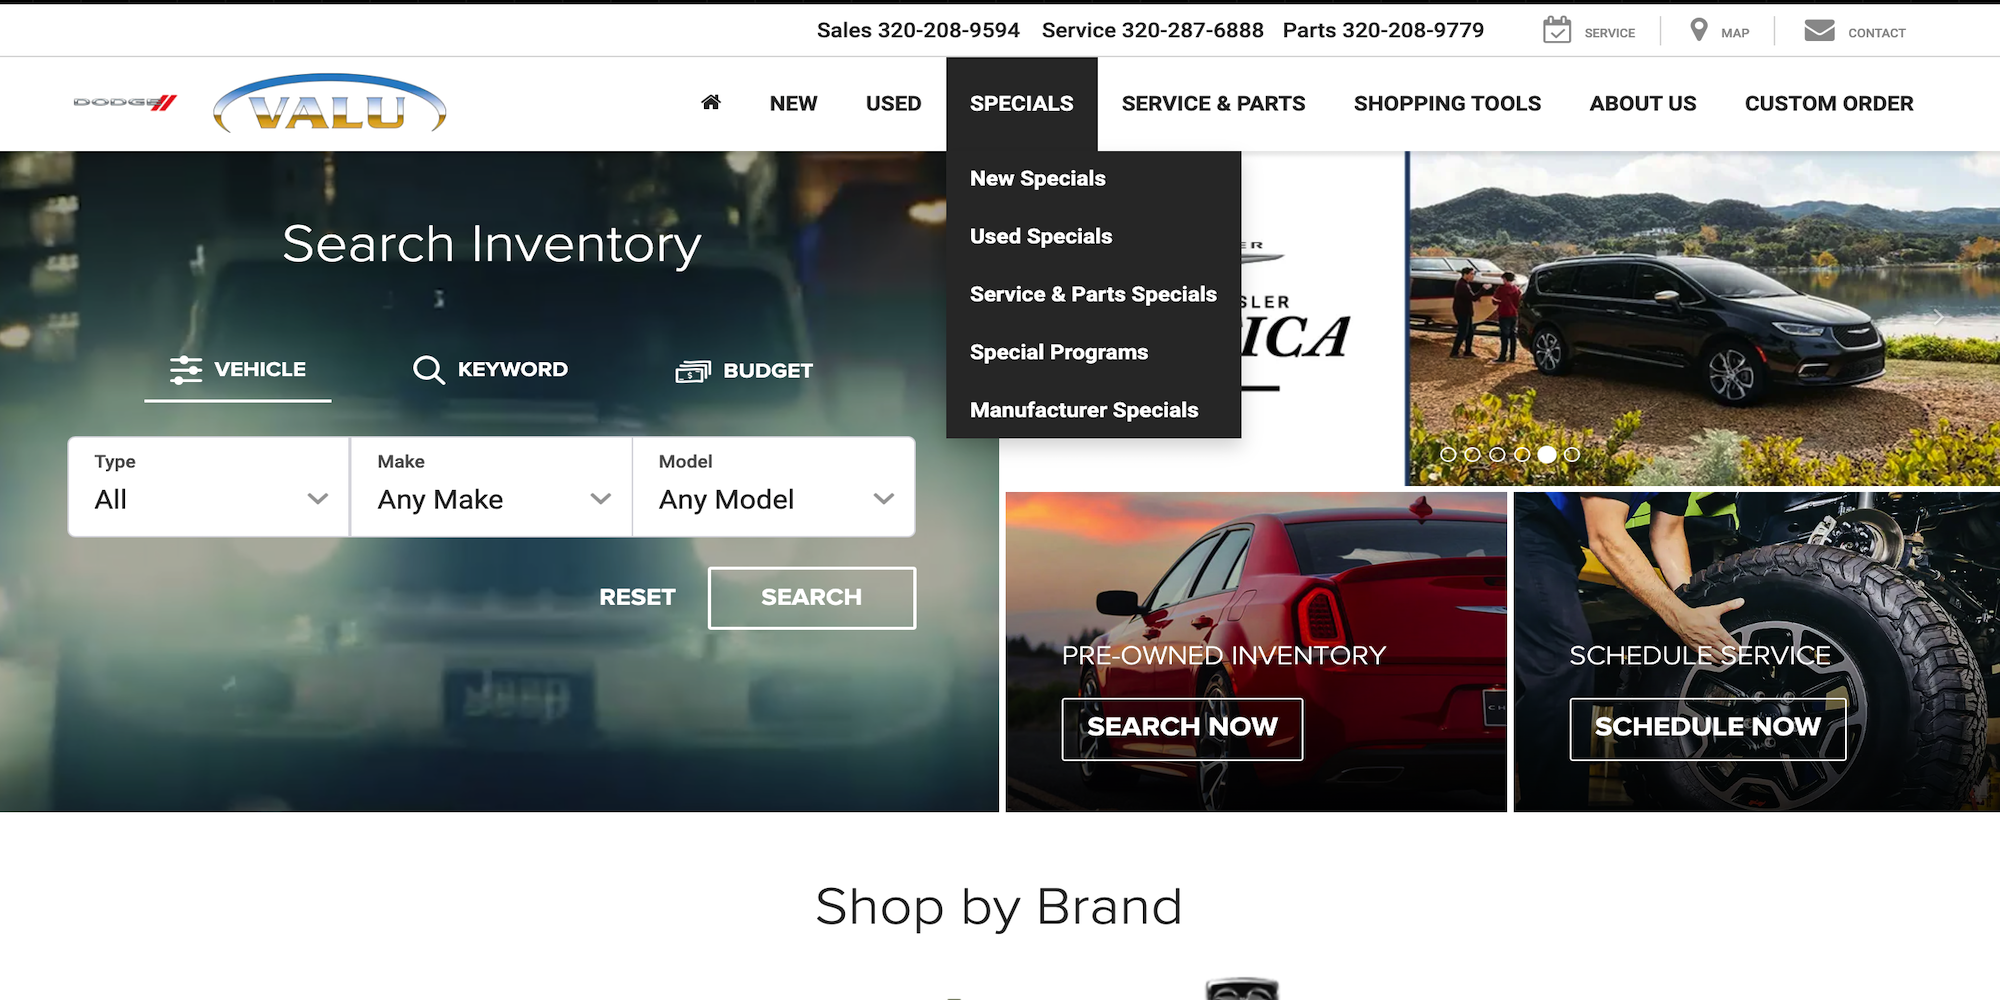 Sales 320-208-9594 Service 320-287-6888 Parts 320-208-9779 SERVICE MAP CONTACT
DODGE VALU NEW USED SPECIALS SERVICE & PARTS SHOPPING TOOLS ABOUT US CUSTOM ORDER
New Specials
Used Specials
Service & Parts Specials
Special Programs
Manufacturer Specials
Search Inventory
VEHICLE KEYWORD BUDGET
Type Make Model
All Any Make Any Model
RESET SEARCH
ER
SLER
ICA
PRE-OWNED INVENTORY
SEARCH NOW
SCHEDULE SERVICE
SCHEDULE NOW
Jeep
Shop by Brand